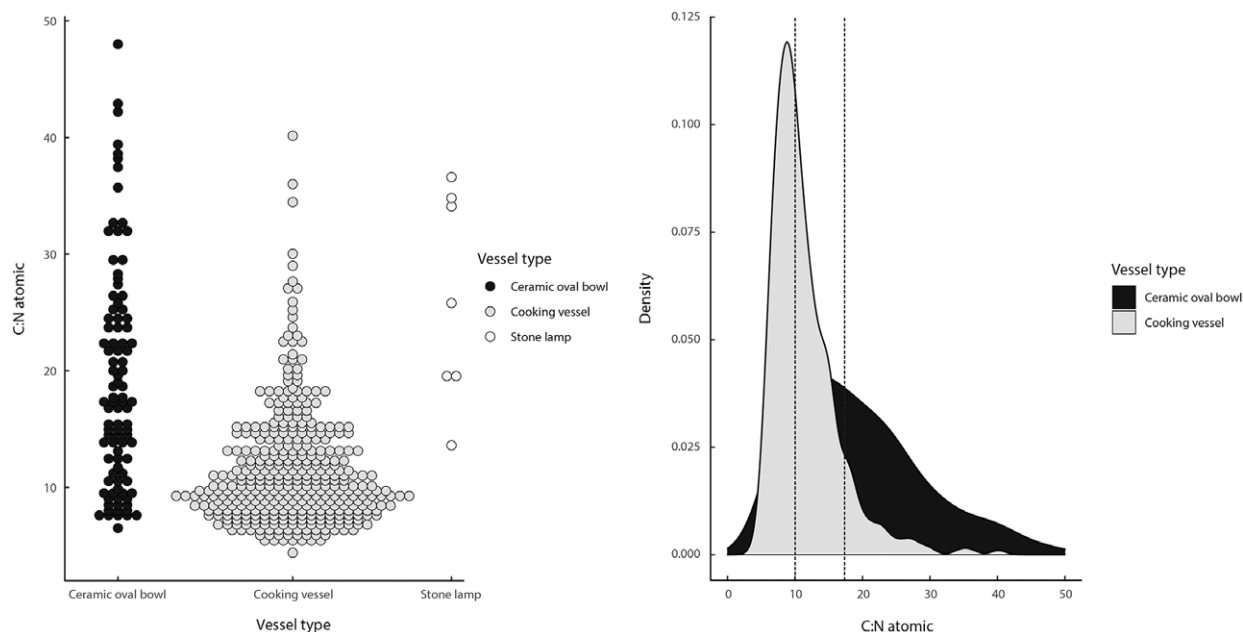 50
40
30
20
10
C:N atomic
Ceramic oval bowl
Cooking vessel
Stone lamp
Vessel type
Vessel type
Ceramic oval bowl
Cooking vessel
Stone lamp
0.125
0.100
0.075
0.050
0.025
0.000
Density
0
10
20
30
40
50
C:N atomic
Vessel type
Ceramic oval bowl
Cooking vessel